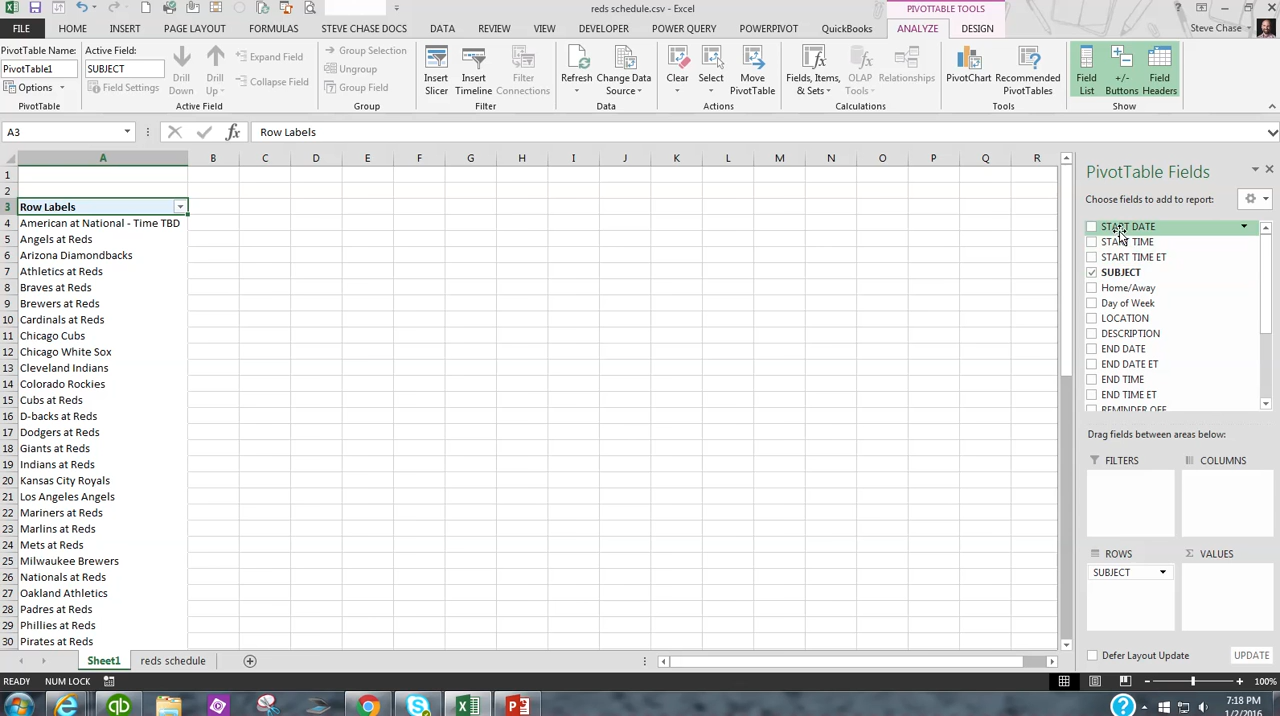 reds schedule.csv - Excel
PIVOTTABLE TOOLS
FILE HOME INSERT PAGE LAYOUT FORMULAS STEVE CHASE DOCS DATA REVIEW VIEW DEVELOPER POWER QUERY POWERPIVOT QuickBooks ANALYZE DESIGN
Steve Chase
PivotTable Name:
PivotTable1
Options
PivotTable
Active Field:
SUBJECT
Field Settings
Drill Down
Drill Up
Expand Field
Collapse Field
Active Field
Group Selection
Ungroup
Group Field
Group
Insert Slicer
Insert Timeline
Filter Connections
Filter
Refresh
Change Data Source
Data
Clear
Select
Move PivotTable
Actions
Fields, Items, & Sets
OLAP Tools
Relationships
Calculations
PivotChart
Recommended PivotTables
Tools
Field List
+/- Buttons
Field Headers
Show
A3
fx
Row Labels
A B C D E F G H I J K L M N O P Q R
1
2
3 Row Labels
4 American at National - Time TBD
5 Angels at Reds
6 Arizona Diamondbacks
7 Athletics at Reds
8 Braves at Reds
9 Brewers at Reds
10 Cardinals at Reds
11 Chicago Cubs
12 Chicago White Sox
13 Cleveland Indians
14 Colorado Rockies
15 Cubs at Reds
16 D-backs at Reds
17 Dodgers at Reds
18 Giants at Reds
19 Indians at Reds
20 Kansas City Royals
21 Los Angeles Angels
22 Mariners at Reds
23 Marlins at Reds
24 Mets at Reds
25 Milwaukee Brewers
26 Nationals at Reds
27 Oakland Athletics
28 Padres at Reds
29 Phillies at Reds
30 Pirates at Reds
PivotTable Fields
Choose fields to add to report:
START DATE
START TIME
START TIME ET
SUBJECT
Home/Away
Day of Week
LOCATION
DESCRIPTION
END DATE
END DATE ET
END TIME
END TIME ET
REMINDER OFF
Drag fields between areas below:
FILTERS
COLUMNS
ROWS
Σ VALUES
SUBJECT
Defer Layout Update
UPDATE
Sheet1
reds schedule
READY NUM LOCK
100%
7:18 PM
1/2/2016